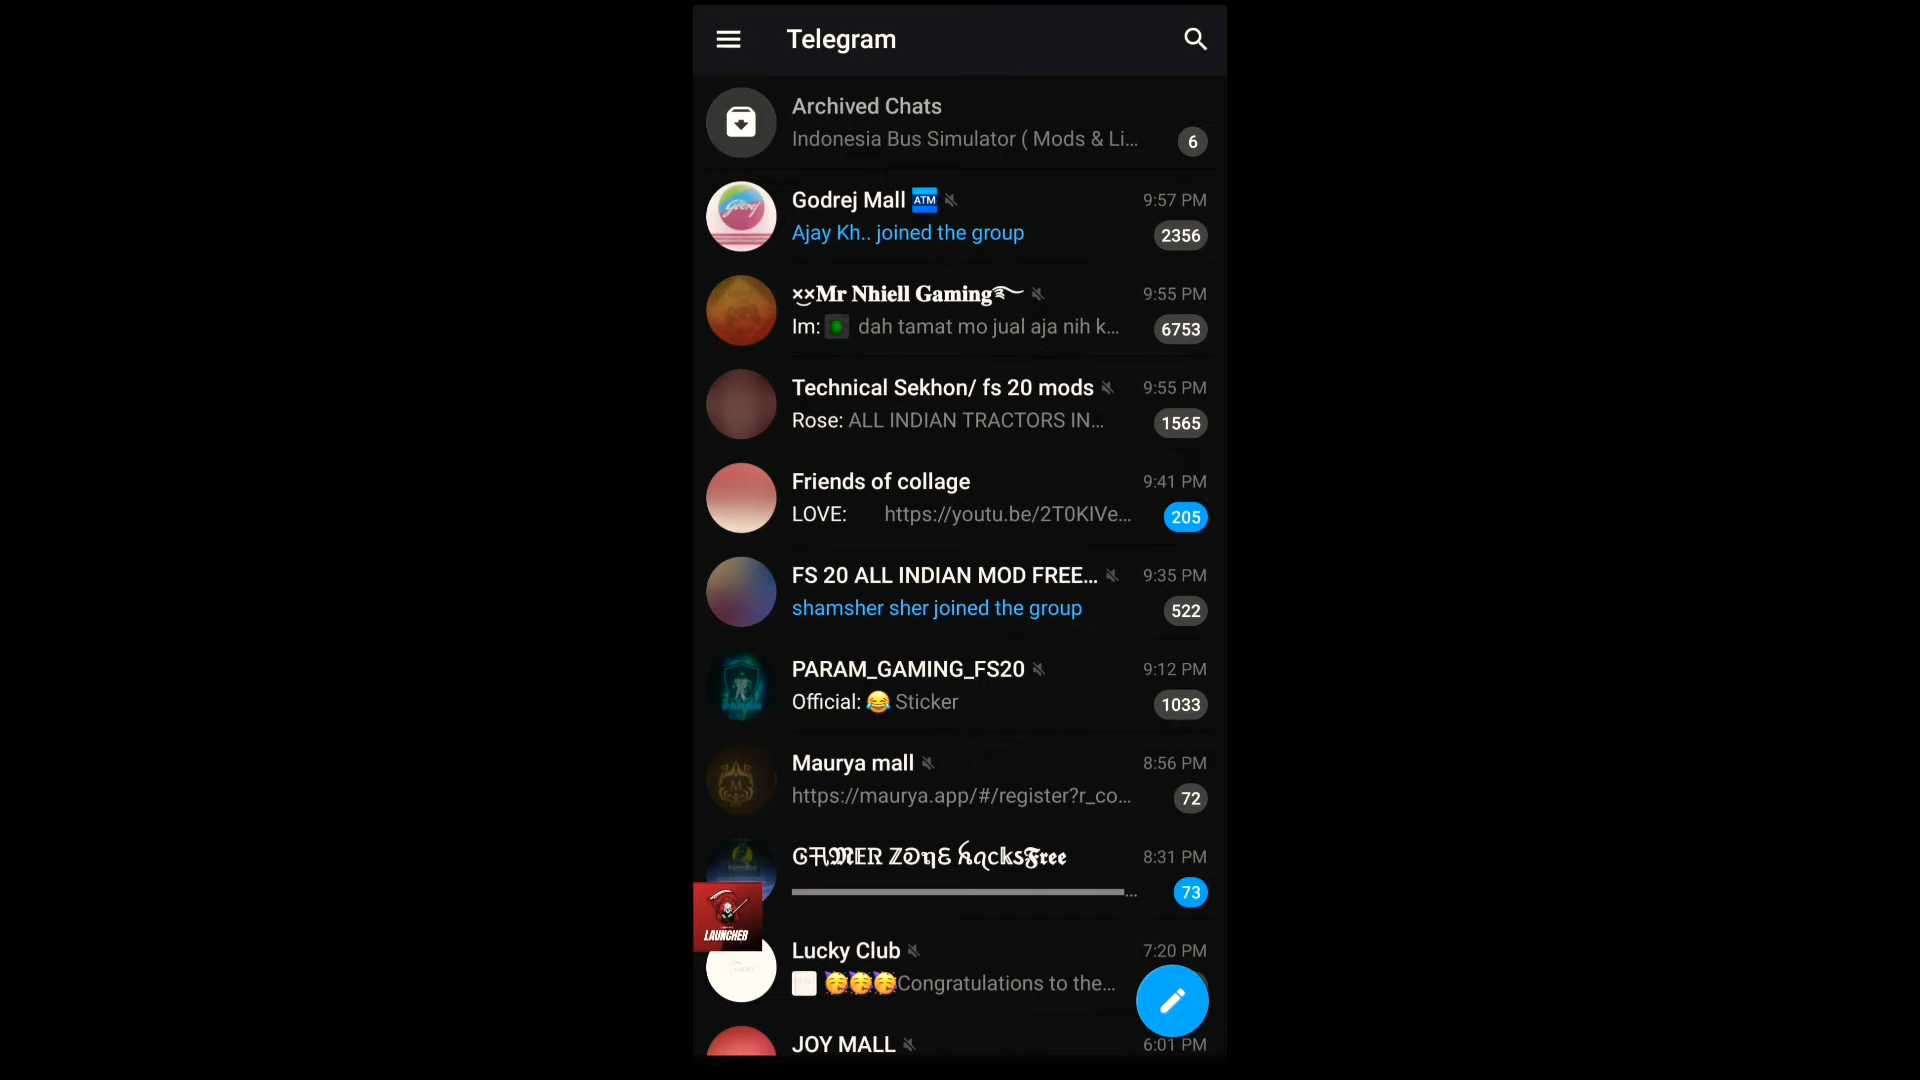 Telegram
Archived Chats
Indonesia Bus Simulator ( Mods & Li...
6
Godrej Mall 🏧
9:57 PM
Ajay Kh.. joined the group
2356
Mr Nhiell Gaming
9:55 PM
Im: dah tamat mo jual aja nih k...
6753
Technical Sekhon/ fs 20 mods
9:55 PM
Rose: ALL INDIAN TRACTORS IN...
1565
Friends of collage
9:41 PM
LOVE: https://youtu.be/2T0KIVe...
205
FS 20 ALL INDIAN MOD FREE...
9:35 PM
shamsher sher joined the group
522
PARAM_GAMING_FS20
9:12 PM
Official: 😂 Sticker
1033
Maurya mall
8:56 PM
https://maurya.app/#/register?r_co...
72
8:31 PM
73
LAUNCHER
Lucky Club
7:20 PM
🥳🥳🥳Congratulations to the...
JOY MALL
6:01 PM